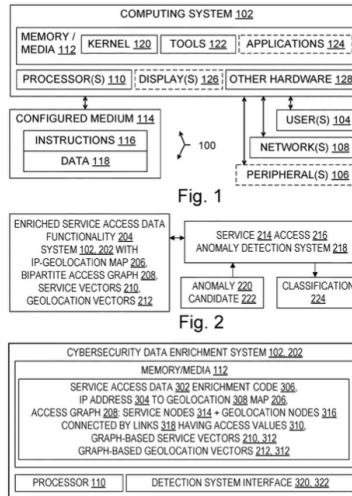 COMPUTING SYSTEM 102
MEMORY/
MEDIA 112
KERNEL 120
TOOLS 122
APPLICATIONS 124
PROCESSOR(S) 110
DISPLAY(S) 126
OTHER HARDWARE 128
CONFIGURED MEDIUM 114
INSTRUCTIONS 116
DATA 118
100
USER(S) 104
NETWORK(S) 108
PERIPHERAL(S) 106
Fig. 1
ENRICHED SERVICE ACCESS DATA
FUNCTIONALITY 204
SYSTEM 102, 202 WITH
IP-GEOLOCATION MAP 206,
BIPARTITE ACCESS GRAPH 208,
SERVICE VECTORS 210,
GEOLOCATION VECTORS 212
SERVICE 214 ACCESS 216
ANOMALY DETECTION SYSTEM 218
ANOMALY 220
CANDIDATE 222
CLASSIFICATION
224
Fig. 2
CYBERSECURITY DATA ENRICHMENT SYSTEM 102, 202
MEMORY/MEDIA 112
SERVICE ACCESS DATA 302 ENRICHMENT CODE 306,
IP ADDRESS 304 TO GEOLOCATION 308 MAP 206,
ACCESS GRAPH 208: SERVICE NODES 314 + GEOLOCATION NODES 316
CONNECTED BY LINKS 318 HAVING ACCESS VALUES 310,
GRAPH-BASED SERVICE VECTORS 210, 312
GRAPH-BASED GEOLOCATION VECTORS 212, 312
PROCESSOR 110
DETECTION SYSTEM INTERFACE 320, 322